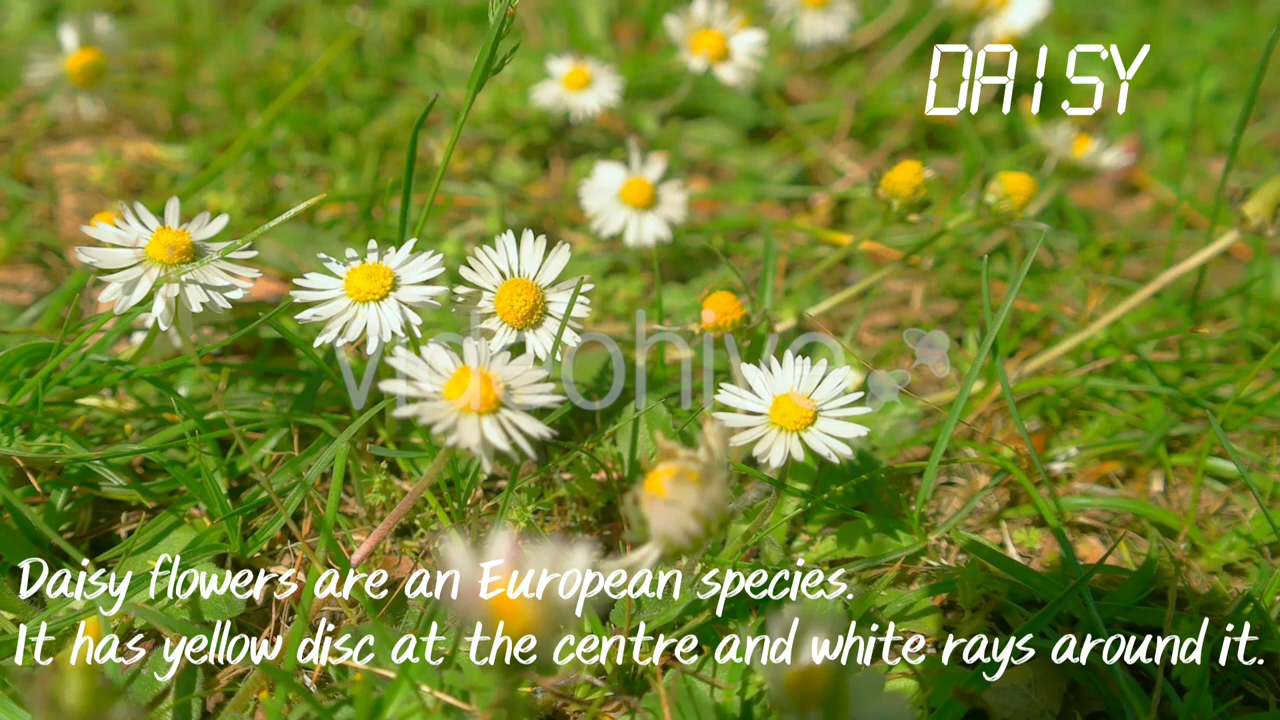 DAISY
videohive
Daisy flowers are an European species.
It has yellow disc at the centre and white rays around it.